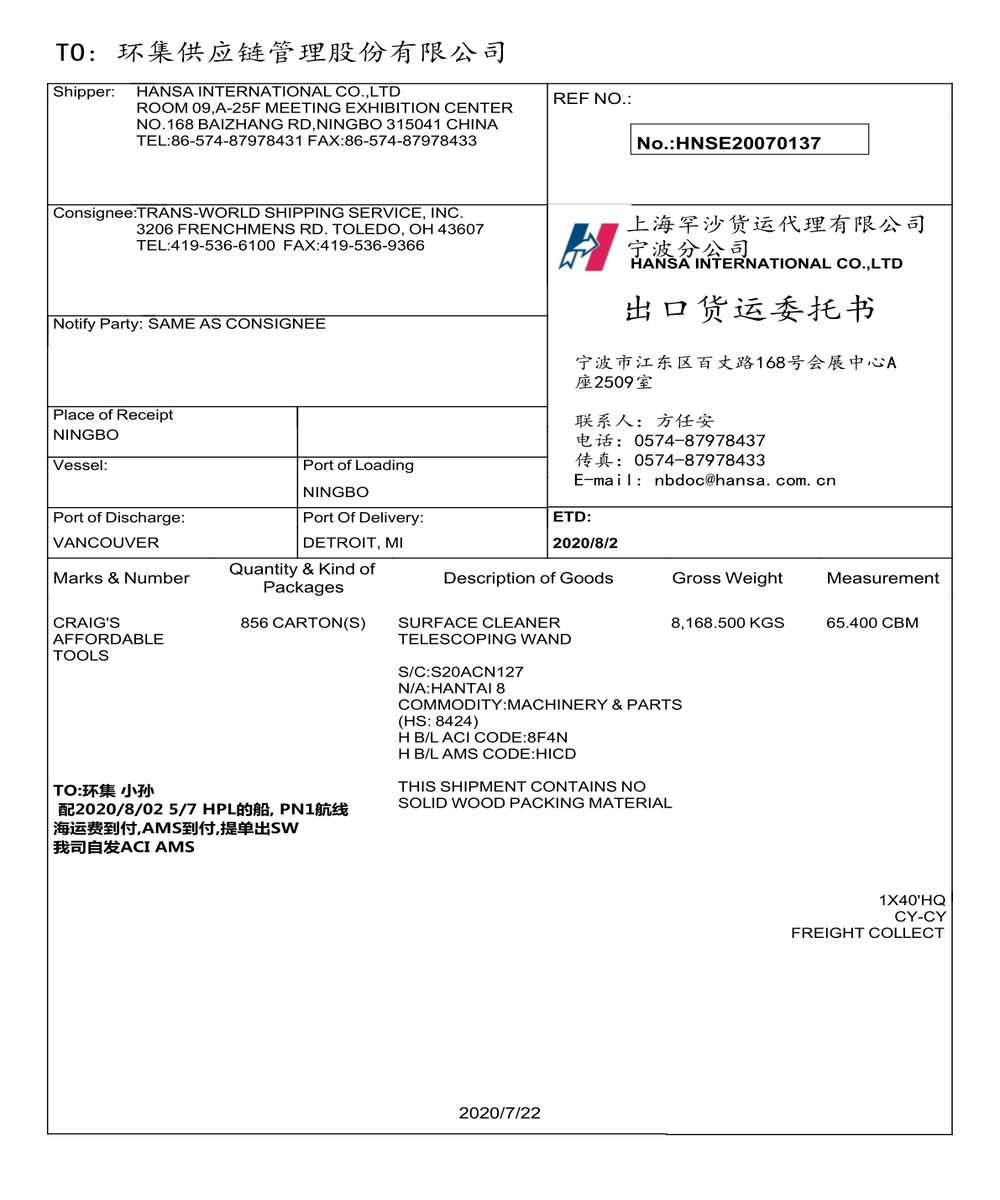 TO: 环集供应链管理股份有限公司
Shipper: HANSA INTERNATIONAL CO.,LTD
ROOM 09,A-25F MEETING EXHIBITION CENTER
NO.168 BAIZHANG RD,NINGBO 315041 CHINA
TEL:86-574-87978431 FAX:86-574-87978433
REF NO.:
No.:HNSE20070137
Consignee:TRANS-WORLD SHIPPING SERVICE, INC.
3206 FRENCHMENS RD. TOLEDO, OH 43607
TEL:419-536-6100 FAX:419-536-9366
上海罕沙货运代理有限公司
宁波分公司
HANSA INTERNATIONAL CO.,LTD
出口货运委托书
Notify Party: SAME AS CONSIGNEE
宁波市江东区百丈路168号会展中心A
座2509室
联系人: 方任安
电话: 0574-87978437
传真: 0574-87978433
E-mail: nbdoc@hansa.com.cn
Place of Receipt
NINGBO
Vessel:
Port of Loading
NINGBO
Port of Discharge:
VANCOUVER
Port Of Delivery:
DETROIT, MI
ETD:
2020/8/2
Marks & Number Quantity & Kind of Packages Description of Goods Gross Weight Measurement
CRAIG'S 856 CARTON(S) SURFACE CLEANER 8,168.500 KGS 65.400 CBM
AFFORDABLE TELESCOPING WAND
TOOLS
S/C:S20ACN127
N/A:HANTAI 8
COMMODITY:MACHINERY & PARTS
(HS: 8424)
H B/L ACI CODE:8F4N
H B/L AMS CODE:HICD
THIS SHIPMENT CONTAINS NO
SOLID WOOD PACKING MATERIAL
TO:环集 小孙
配2020/8/02 5/7 HPL的船, PN1航线
海运费到付,AMS到付,提单出SW
我司自发ACI AMS
1X40'HQ
CY-CY
FREIGHT COLLECT
2020/7/22